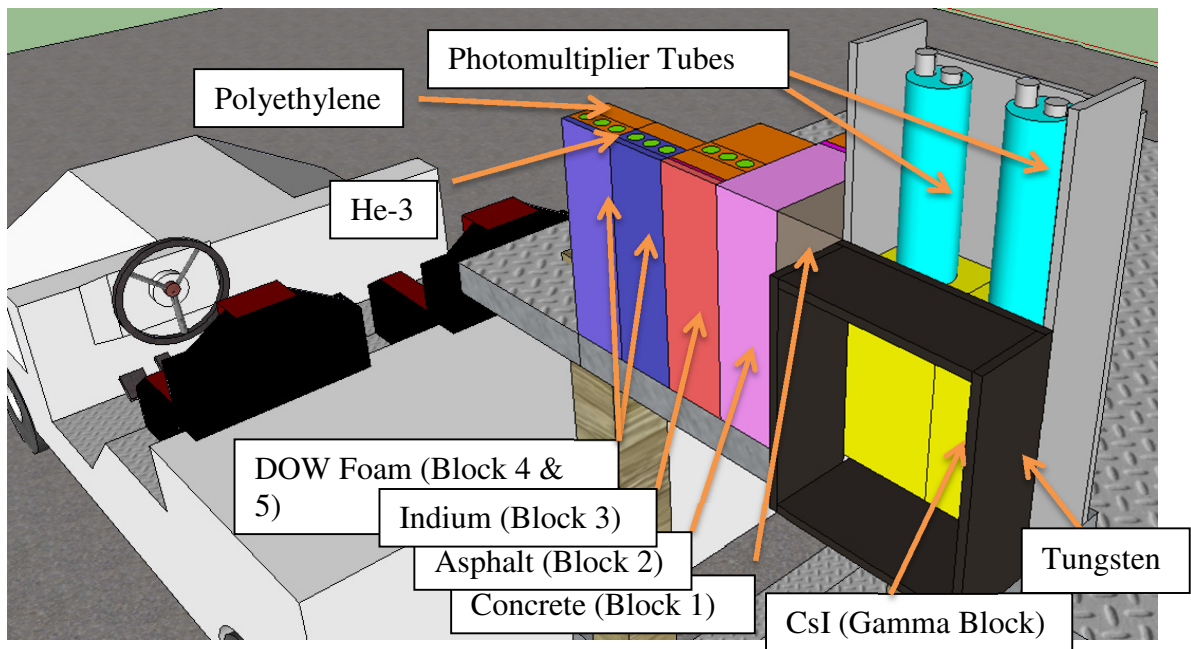 Photomultiplier Tubes
Polyethylene
He-3
DOW Foam (Block 4 &
5)
Indium (Block 3)
Asphalt (Block 2)
Concrete (Block 1)
Tungsten
CsI (Gamma Block)